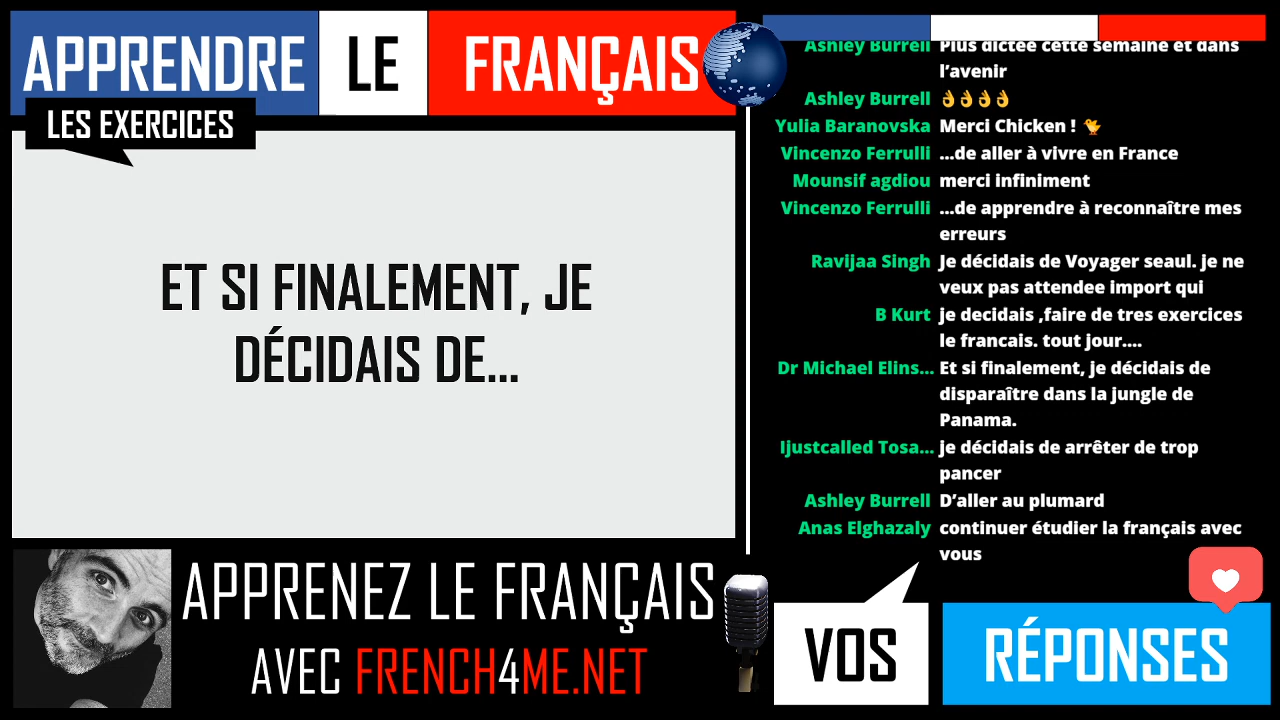 APPRENDRE LE FRANÇAIS
LES EXERCICES
ET SI FINALEMENT, JE
DÉCIDAIS DE...
APPRENEZ LE FRANÇAIS
AVEC FRENCH4ME.NET
Ashley Burrell Plus dictée cette semaine et dans
l’avenir
Ashley Burrell 👌👌👌👌
Yulia Baranovska Merci Chicken ! 🐤
Vincenzo Ferrulli ...de aller à vivre en France
Mounsif agdiou merci infiniment
Vincenzo Ferrulli ...de apprendre à reconnaître mes
erreurs
Ravijaa Singh Je décidais de Voyager seaul. je ne
veux pas attendee import qui
B Kurt je decidais ,faire de tres exercices
le francais. tout jour....
Dr Michael Elins... Et si finalement, je décidais de
disparaître dans la jungle de
Panama.
Ijustcalled Tosa... je décidais de arrêter de trop
pancer
Ashley Burrell D’aller au plumard
Anas Elghazaly continuer étudier la français avec
vous
VOS RÉPONSES